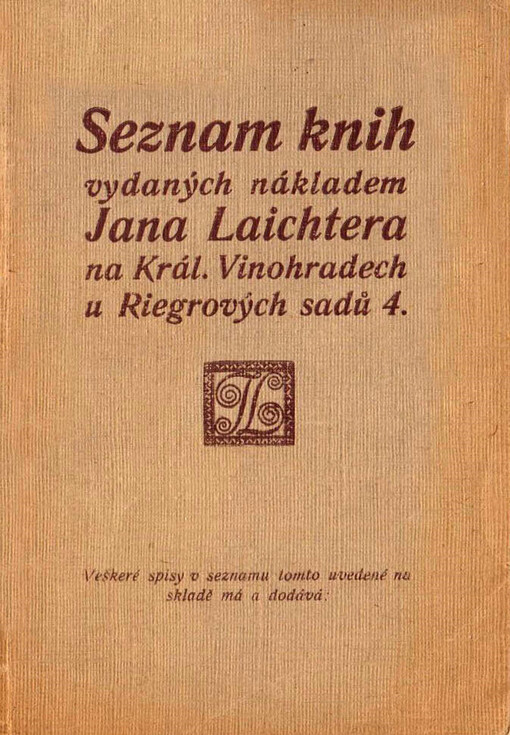 Seznam knih
vydaných nákladem
Jana Laichtera
na Král. Vinohradech
u Riegrových sadů 4.
JL
Veškeré spisy v seznamu tomto uvedené na
skladě má a dodává: